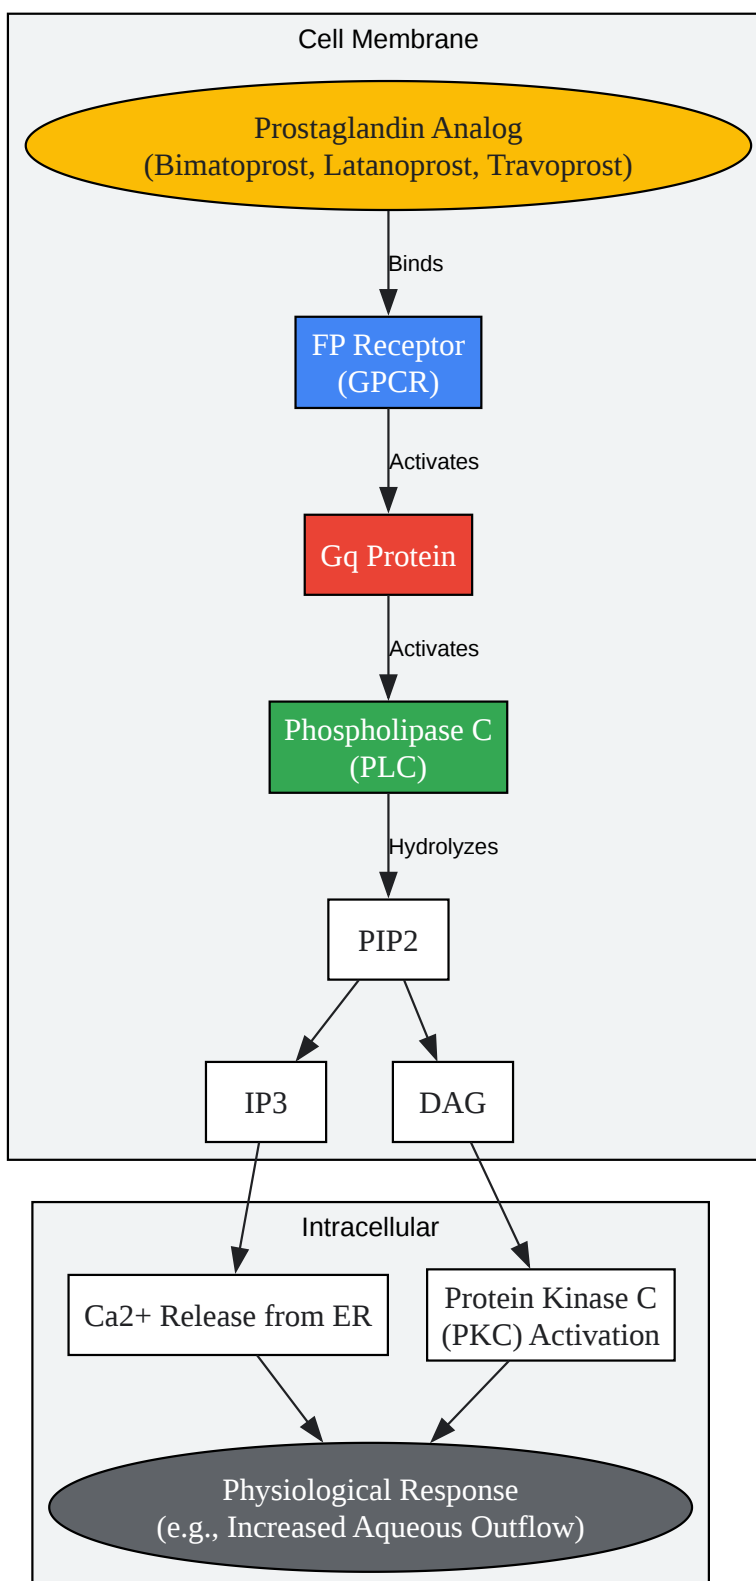 Cell Membrane
Prostaglandin Analog
(Bimatoprost, Latanoprost, Travoprost)
Binds
FP Receptor
(GPCR)
Activates
Gq Protein
Activates
Phospholipase C
(PLC)
Hydrolyzes
PIP2
IP3
DAG
Intracellular
Ca2+ Release from ER
Protein Kinase C
(PKC) Activation
Physiological Response
(e.g., Increased Aqueous Outflow)